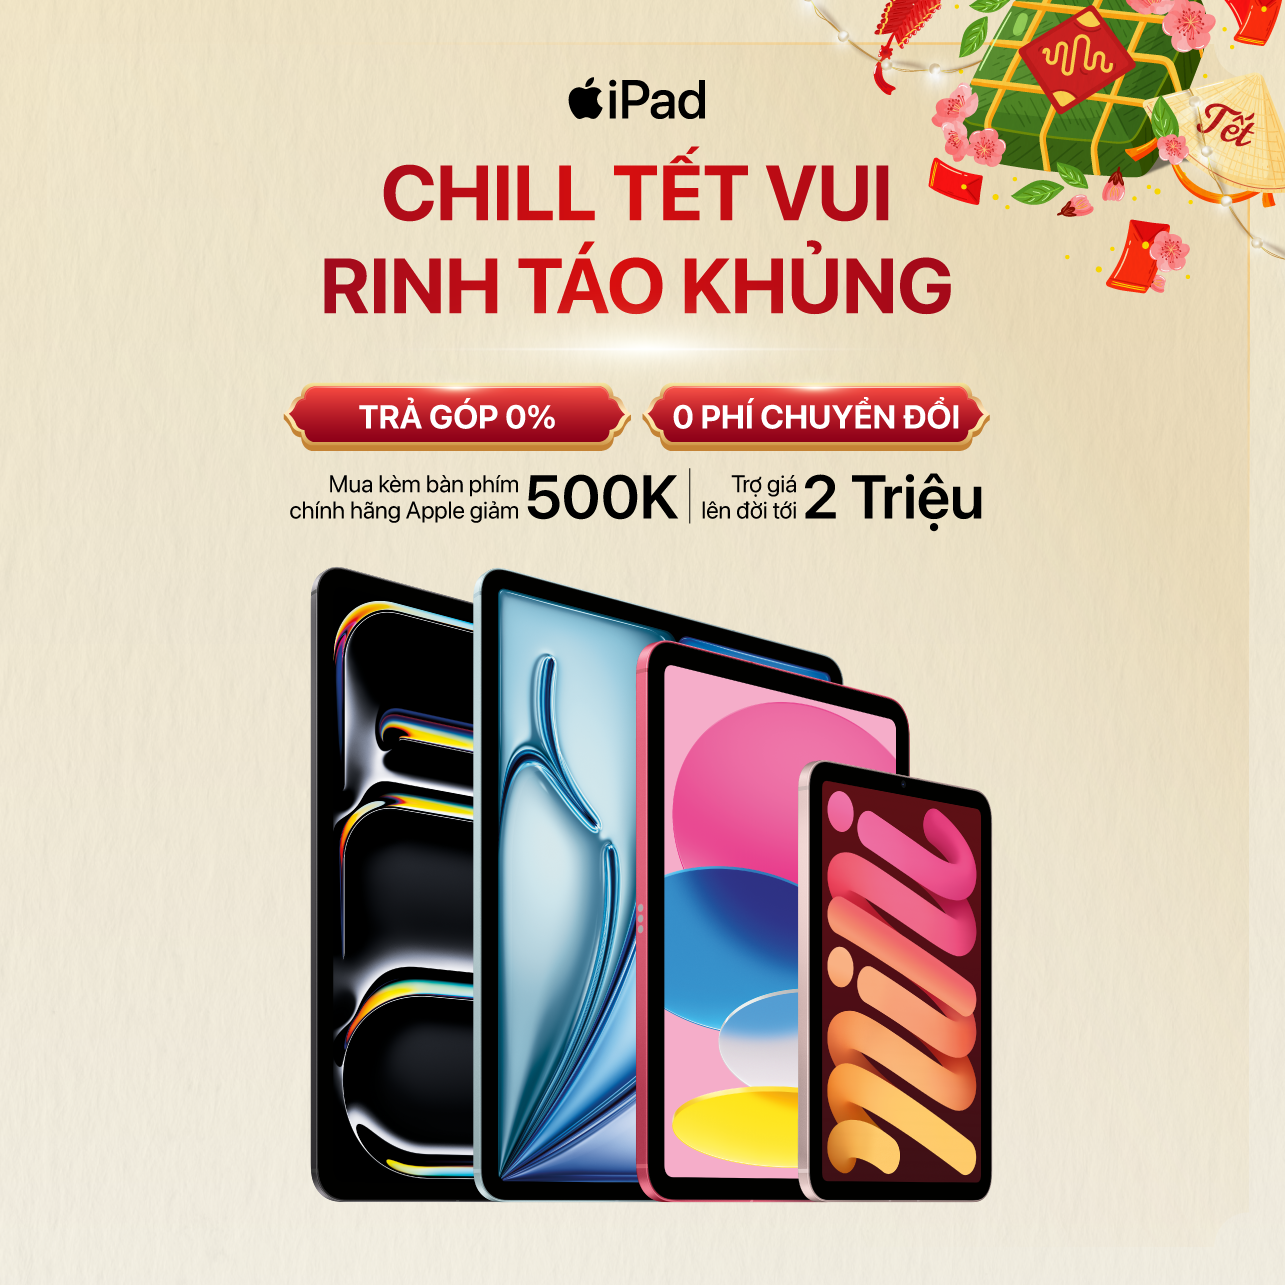 iPad
Tết
CHILL TẾT VUI
RINH TÁO KHỦNG
TRẢ GÓP 0%
0 PHÍ CHUYỂN ĐỔI
Mua kèm bàn phím
chính hãng Apple giảm
500K
Trợ giá
lên đời tới
2 Triệu
mini